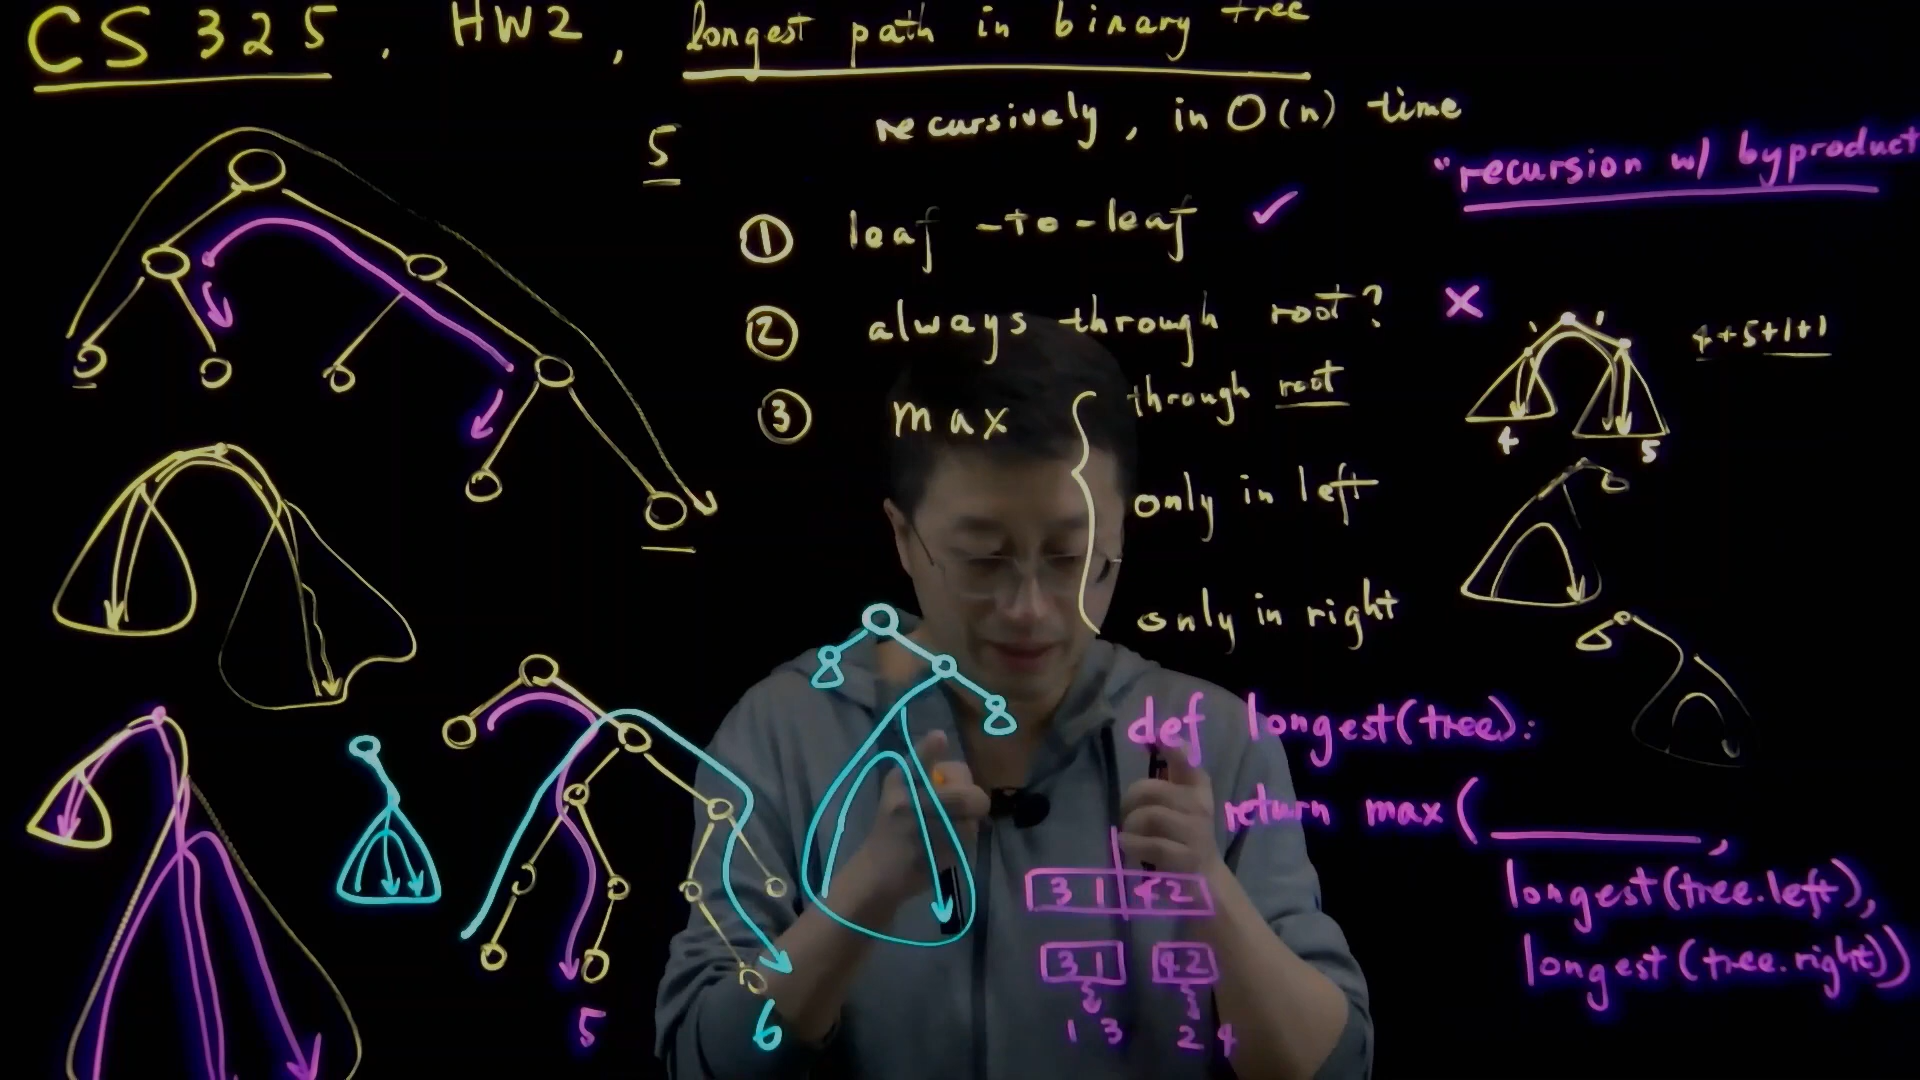 CS 325, HW2, longest path in binary tree
recursively, in O(n) time
"recursion w/ byproduct
5
① leaf-to-leaf ✓
② always through root? ✗
4+5+1+1
1 1
4 5
③ max { through root
only in left
only in right
def longest(tree):
return max(________,
longest(tree.left),
longest(tree.right))
3 1 | 4 2
3 1 4 2
1 3 2 4
5
6